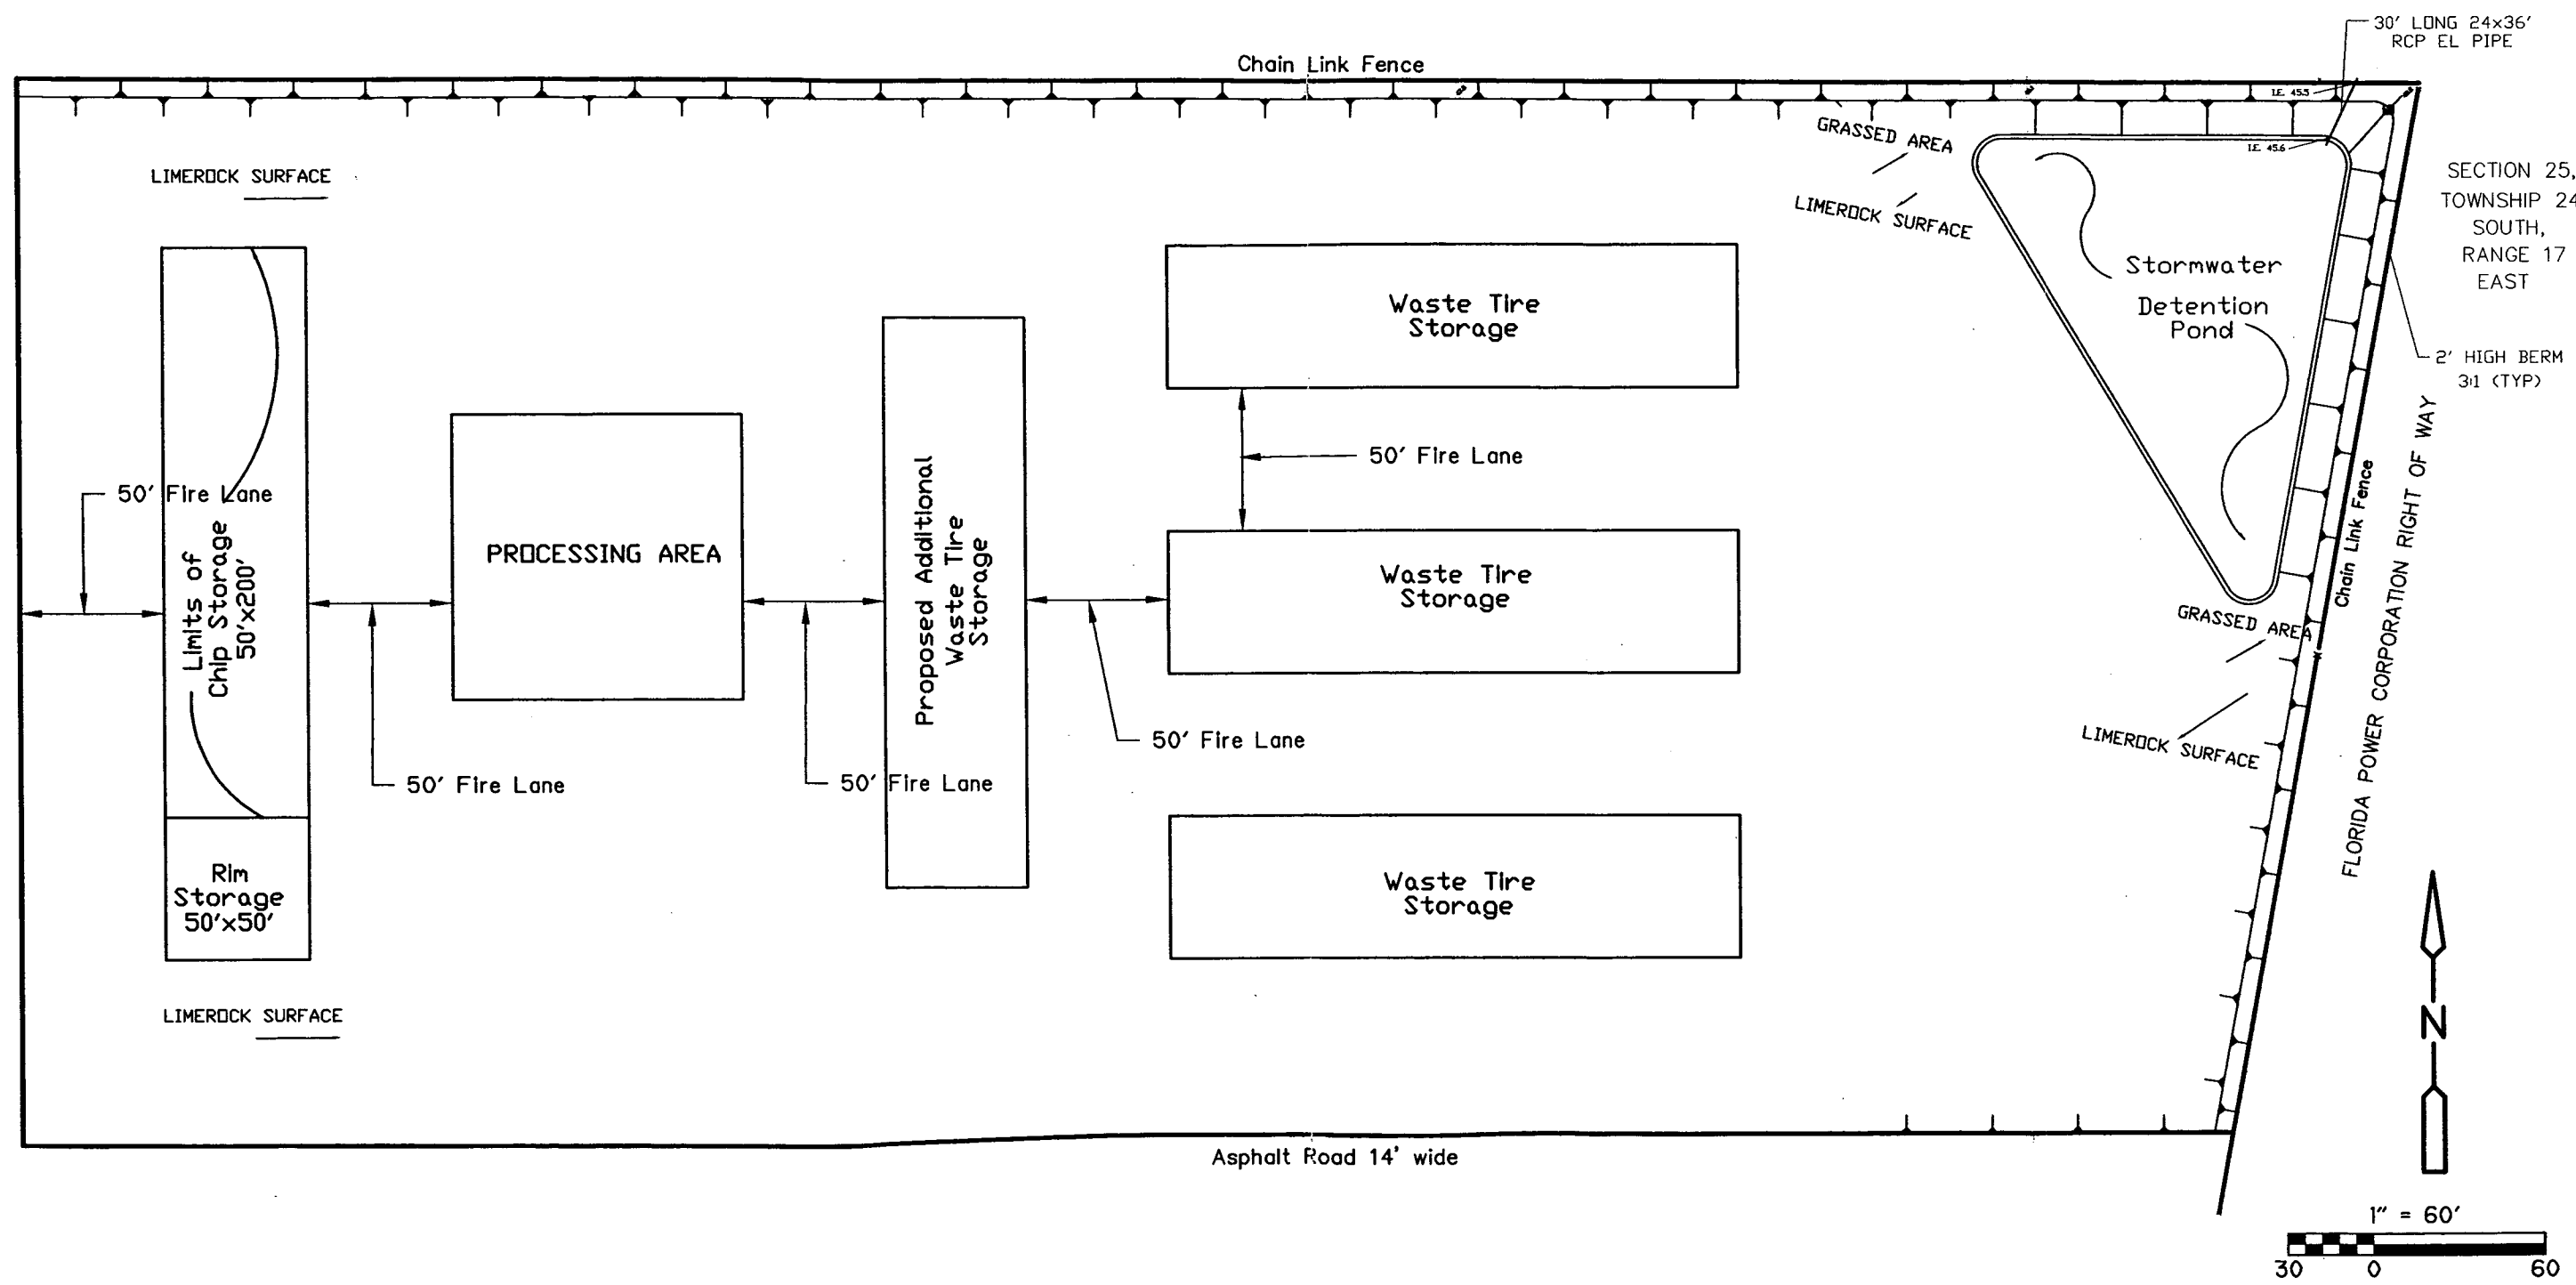 30' LONG 24x36'
RCP EL PIPE
Chain Link Fence
I.E. 45.5
GRASSED AREA
I.E. 45.6
LIMEROCK SURFACE
LIMEROCK SURFACE
SECTION 25,
TOWNSHIP 24
SOUTH,
RANGE 17
EAST
Stormwater
Detention
Pond
Waste Tire
Storage
2' HIGH BERM
3:1 (TYP)
50' Fire Lane
50' Fire Lane
Limits of
Chip Storage
50'x200'
PROCESSING AREA
Proposed Additional
Waste Tire
Storage
Waste Tire
Storage
Chain Link Fence
FLORIDA POWER CORPORATION RIGHT OF WAY
GRASSED AREA
LIMEROCK SURFACE
50' Fire Lane
50' Fire Lane
50' Fire Lane
Rim
Storage
50'x50'
Waste Tire
Storage
LIMEROCK SURFACE
N
Asphalt Road 14' wide
1" = 60'
30 0 60